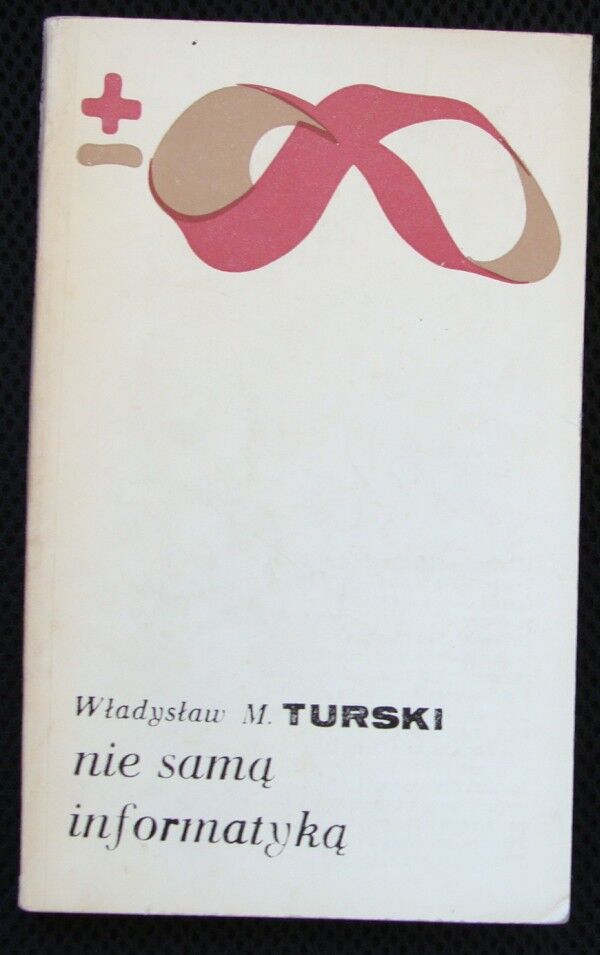 ±
Władysław M. TURSKI
nie samą
informatyką